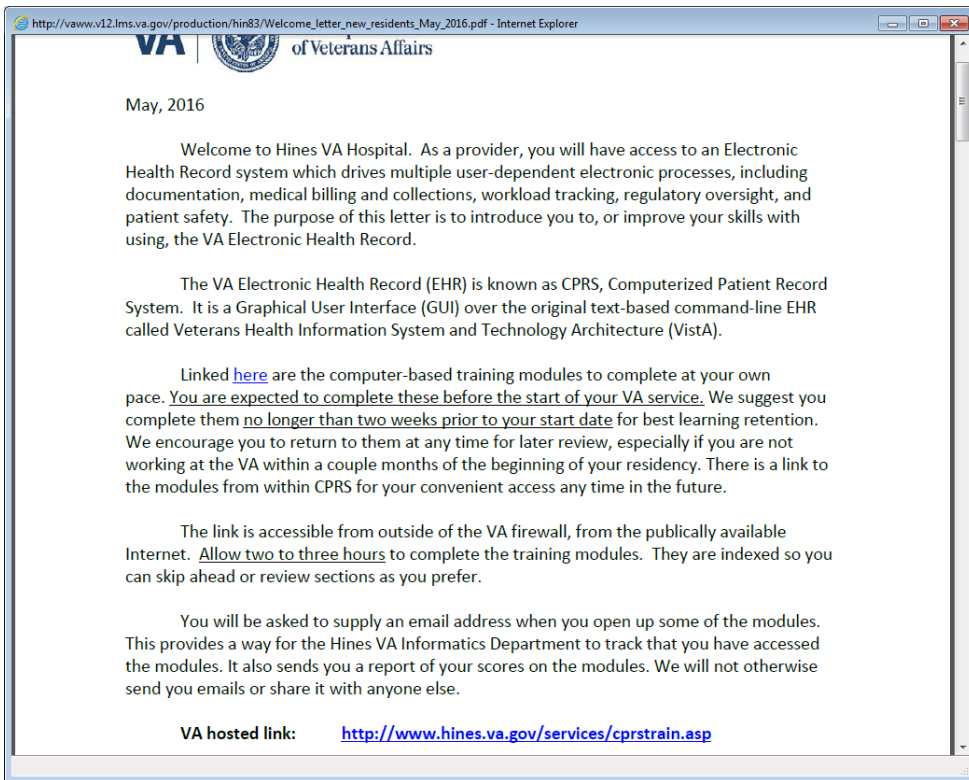 http://vaww.v12.lms.va.gov/production/hin83/Welcome_letter_new_residents_May_2016.pdf - Internet Explorer
VA
of Veterans Affairs
May, 2016
Welcome to Hines VA Hospital. As a provider, you will have access to an Electronic
Health Record system which drives multiple user-dependent electronic processes, including
documentation, medical billing and collections, workload tracking, regulatory oversight, and
patient safety. The purpose of this letter is to introduce you to, or improve your skills with
using, the VA Electronic Health Record.
The VA Electronic Health Record (EHR) is known as CPRS, Computerized Patient Record
System. It is a Graphical User Interface (GUI) over the original text-based command-line EHR
called Veterans Health Information System and Technology Architecture (VistA).
Linked here are the computer-based training modules to complete at your own
pace. You are expected to complete these before the start of your VA service. We suggest you
complete them no longer than two weeks prior to your start date for best learning retention.
We encourage you to return to them at any time for later review, especially if you are not
working at the VA within a couple months of the beginning of your residency. There is a link to
the modules from within CPRS for your convenient access any time in the future.
The link is accessible from outside of the VA firewall, from the publically available
Internet. Allow two to three hours to complete the training modules. They are indexed so you
can skip ahead or review sections as you prefer.
You will be asked to supply an email address when you open up some of the modules.
This provides a way for the Hines VA Informatics Department to track that you have accessed
the modules. It also sends you a report of your scores on the modules. We will not otherwise
send you emails or share it with anyone else.
VA hosted link: http://www.hines.va.gov/services/cprstrain.asp